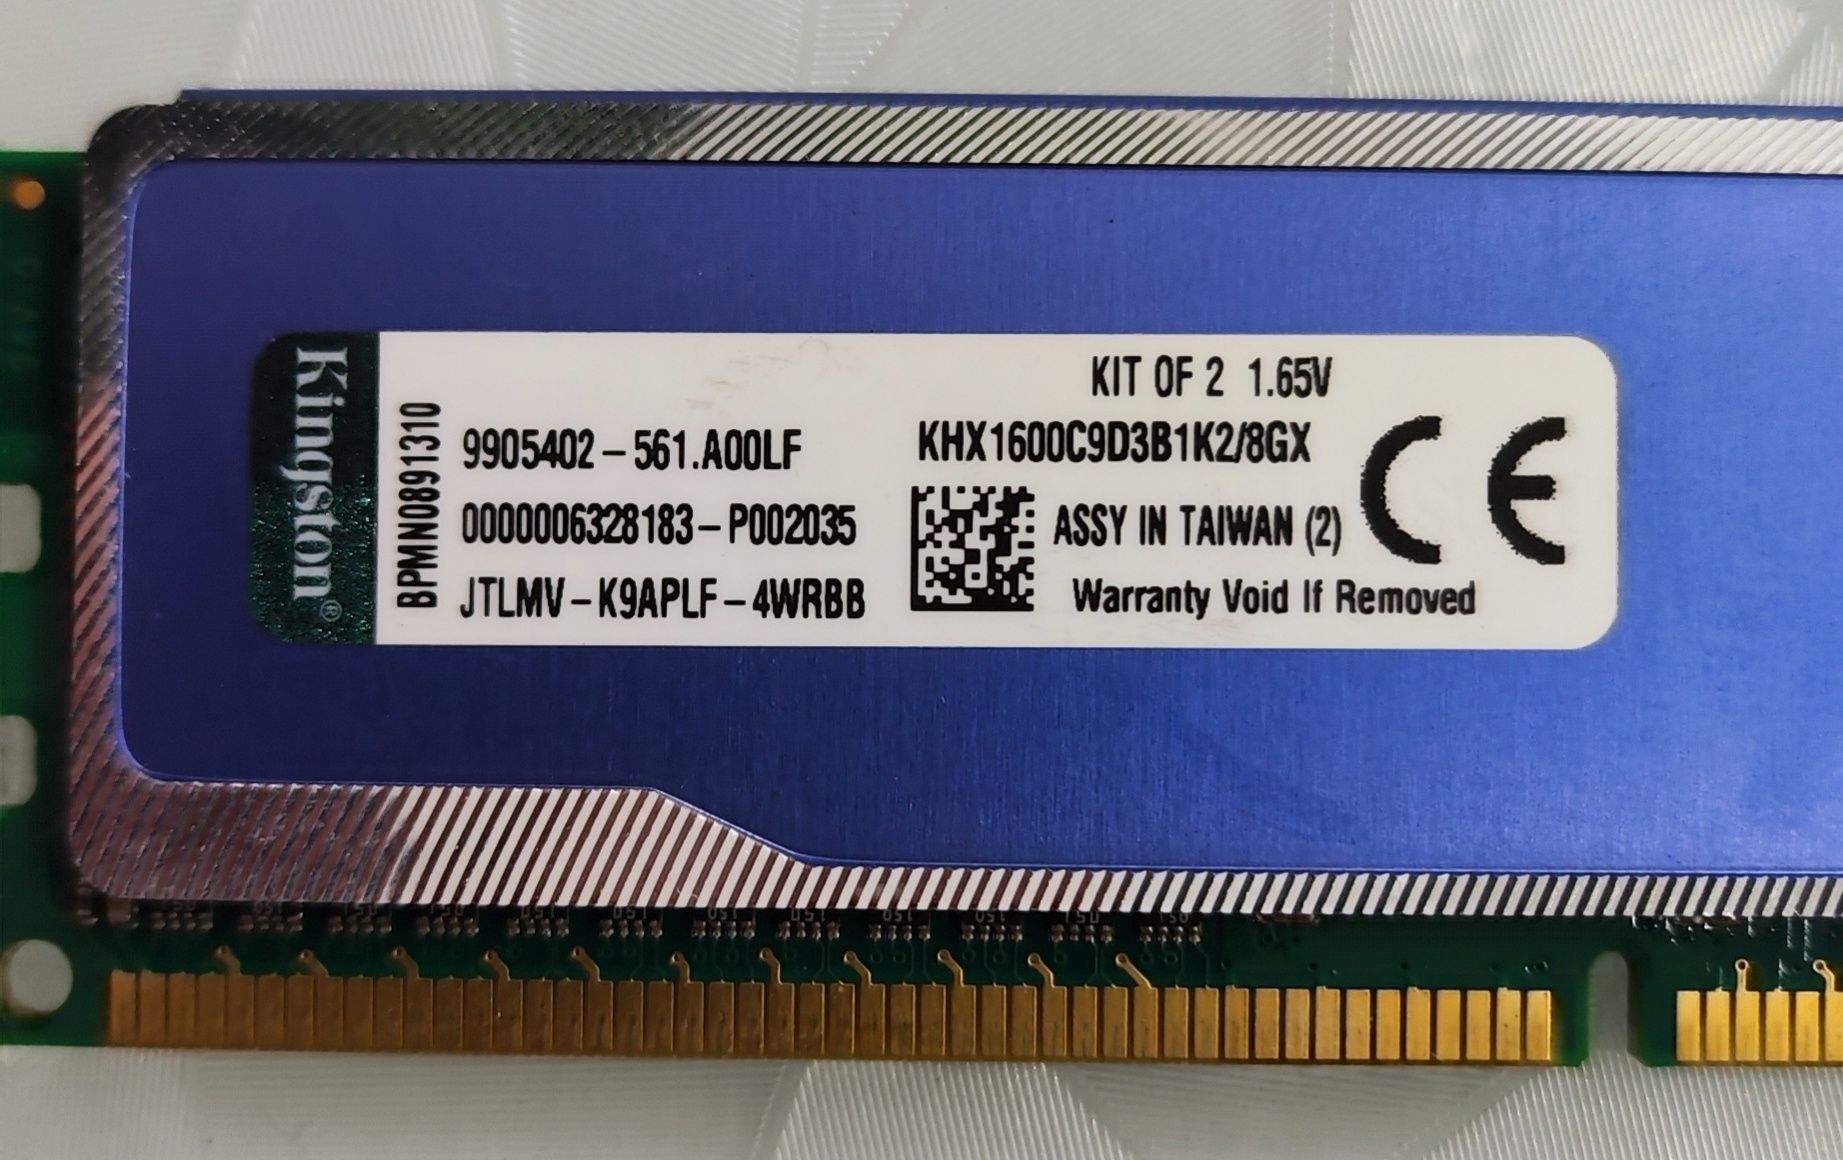 Kingston®
BPMN0891310
9905402-561.A00LF
0000006328183-P002035
JTLMV-K9APLF-4WRBB
KIT OF 2 1.65V
KHX1600C9D3B1K2/8GX
ASSY IN TAIWAN (2)
Warranty Void If Removed
CE